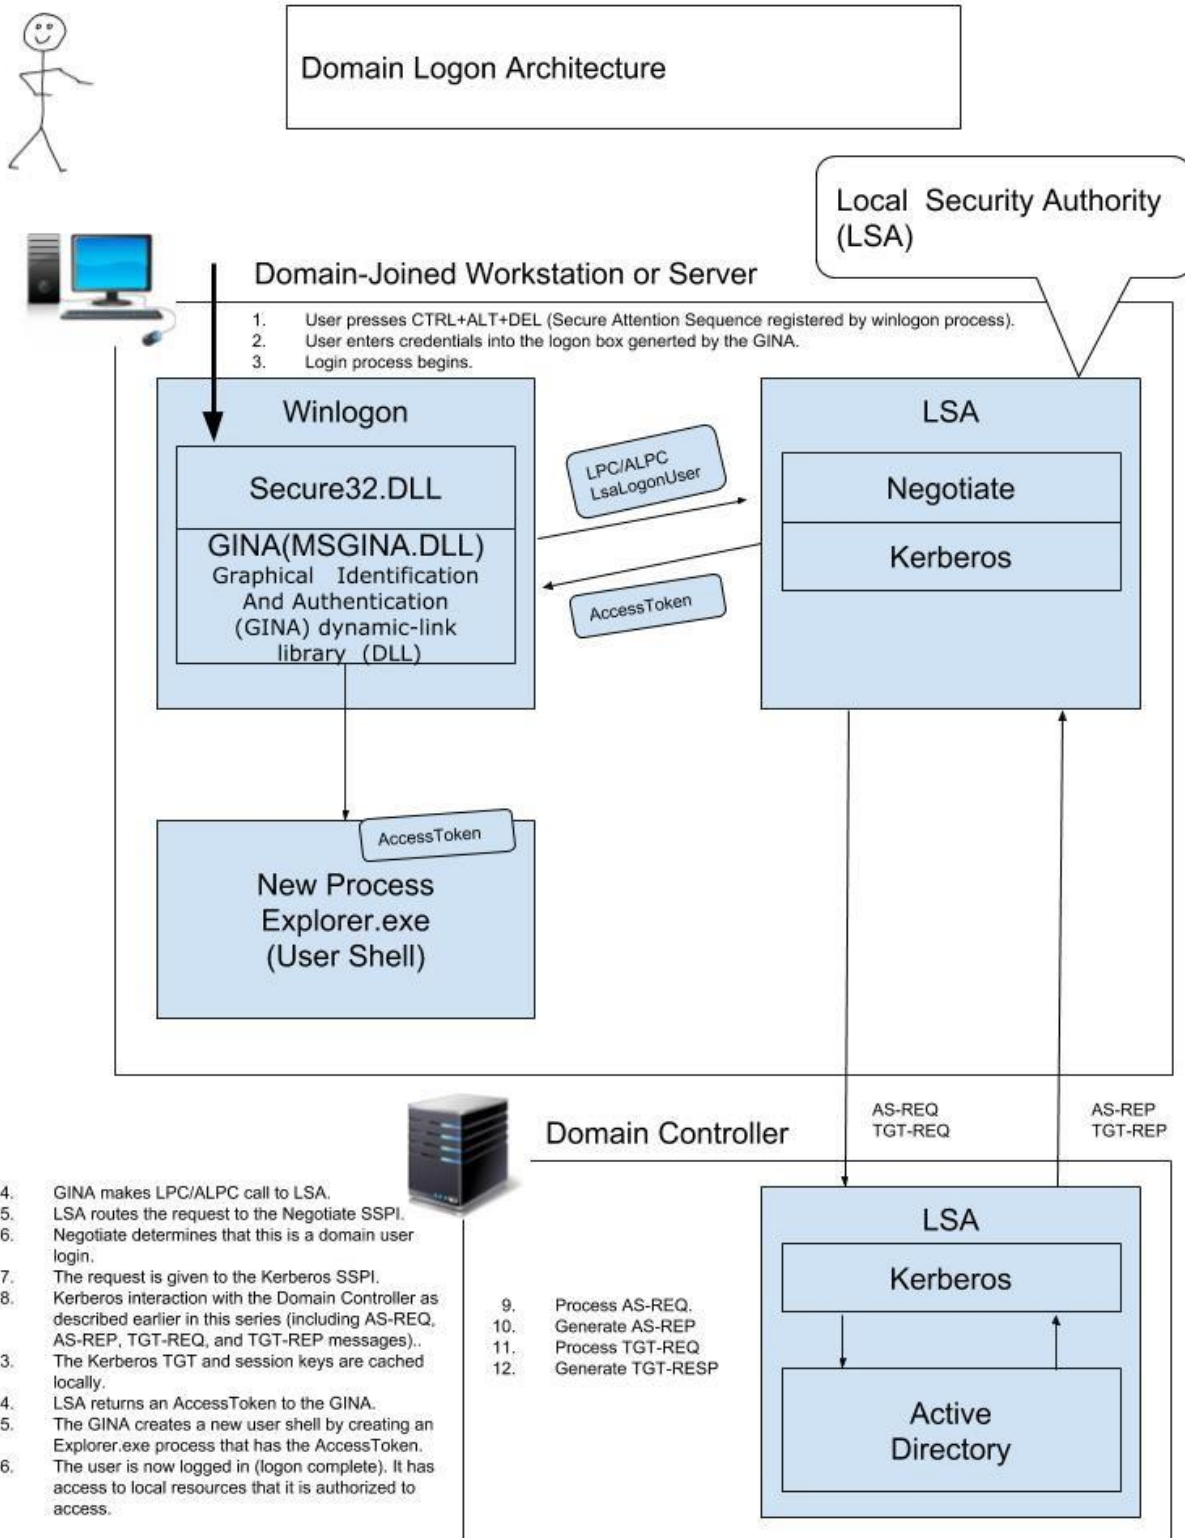 Domain Logon Architecture
Local Security Authority
(LSA)
Domain-Joined Workstation or Server
1. User presses CTRL+ALT+DEL (Secure Attention Sequence registered by winlogon process).
2. User enters credentials into the logon box generted by the GINA.
3. Login process begins.
Winlogon
Secure32.DLL
GINA(MSGINA.DLL)
Graphical Identification
And Authentication
(GINA) dynamic-link
library (DLL)
LPC/ALPC
LsaLogonUser
AccessToken
LSA
Negotiate
Kerberos
AccessToken
New Process
Explorer.exe
(User Shell)
AS-REQ
TGT-REQ
AS-REP
TGT-REP
Domain Controller
4. GINA makes LPC/ALPC call to LSA.
5. LSA routes the request to the Negotiate SSPI.
6. Negotiate determines that this is a domain user
login.
7. The request is given to the Kerberos SSPI.
8. Kerberos interaction with the Domain Controller as
described earlier in this series (including AS-REQ,
AS-REP, TGT-REQ, and TGT-REP messages)..
3. The Kerberos TGT and session keys are cached
locally.
4. LSA returns an AccessToken to the GINA.
5. The GINA creates a new user shell by creating an
Explorer.exe process that has the AccessToken.
6. The user is now logged in (logon complete). It has
access to local resources that it is authorized to
access.
9. Process AS-REQ.
10. Generate AS-REP
11. Process TGT-REQ
12. Generate TGT-RESP
LSA
Kerberos
Active
Directory